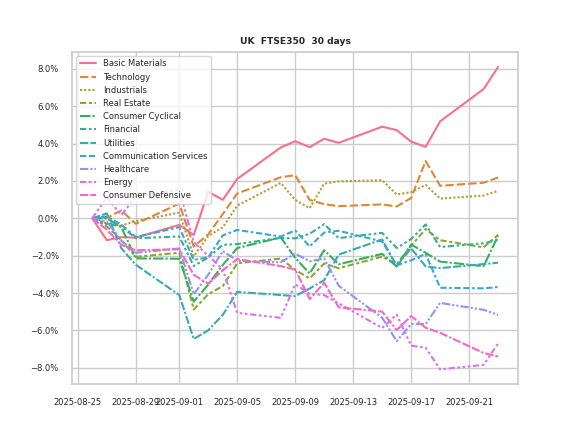 UK  FTSE350  30 days
8.0%
6.0%
4.0%
2.0%
0.0%
−2.0%
−4.0%
−6.0%
−8.0%
Basic Materials
Technology
Industrials
Real Estate
Consumer Cyclical
Financial
Utilities
Communication Services
Healthcare
Energy
Consumer Defensive
2025-08-25
2025-08-29
2025-09-01
2025-09-05
2025-09-09
2025-09-13
2025-09-17
2025-09-21